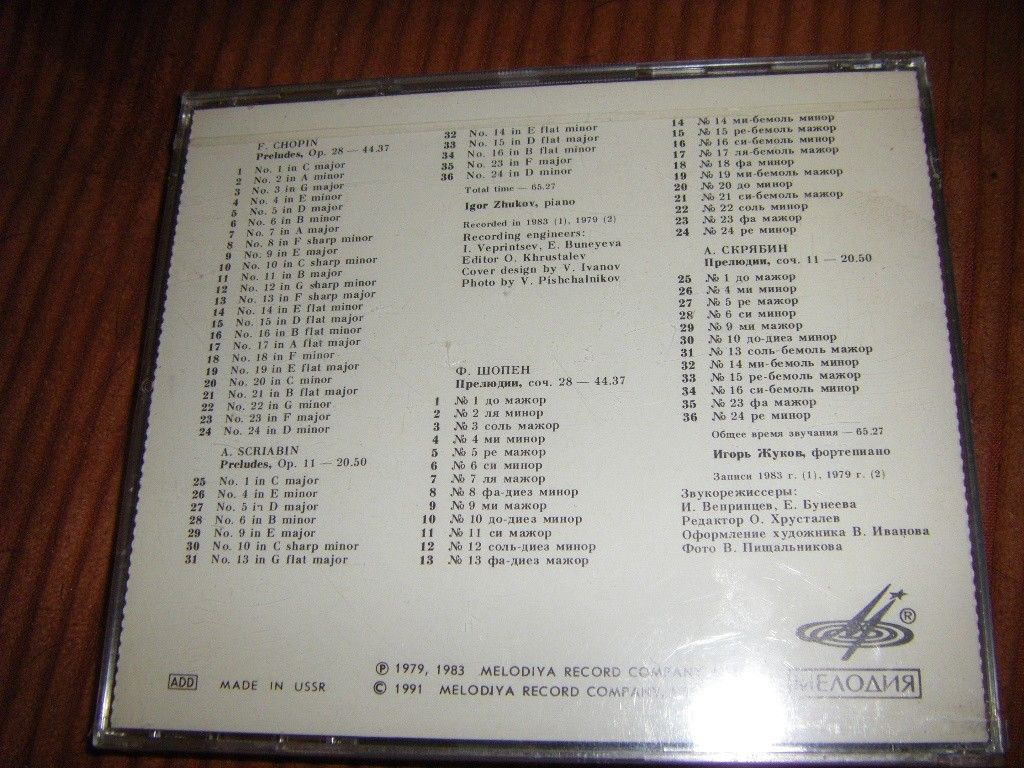 F. CHOPIN
Preludes, Op. 28 — 44.37
1 No. 1 in C major
2 No. 2 in A minor
3 No. 3 in G major
4 No. 4 in E minor
5 No. 5 in D major
6 No. 6 in B minor
7 No. 7 in A major
8 No. 8 in F sharp minor
9 No. 9 in E major
10 No. 10 in C sharp minor
11 No. 11 in B major
12 No. 12 in G sharp minor
13 No. 13 in F sharp major
14 No. 14 in E flat minor
15 No. 15 in D flat major
16 No. 16 in B flat minor
17 No. 17 in A flat major
18 No. 18 in F minor
19 No. 19 in E flat major
20 No. 20 in C minor
21 No. 21 in B flat major
22 No. 22 in G minor
23 No. 23 in F major
24 No. 24 in D minor
A. SCRIABIN
Preludes, Op. 11 — 20.50
25 No. 1 in C major
26 No. 4 in E minor
27 No. 5 in D major
28 No. 6 in B minor
29 No. 9 in E major
30 No. 10 in C sharp minor
31 No. 13 in G flat major
32 No. 14 in E flat minor
33 No. 15 in D flat major
34 No. 16 in B flat minor
35 No. 23 in F major
36 No. 24 in D minor
Total time — 65.27
Igor Zhukov, piano
Recorded in 1983 (1), 1979 (2)
Recording engineers:
I. Veprintsev, E. Buneyeva
Editor O. Khrustalev
Cover design by V. Ivanov
Photo by V. Pishchalnikov
Ф. ШОПЕН
Прелюдии, соч. 28 — 44.37
1 № 1 до мажор
2 № 2 ля минор
3 № 3 соль мажор
4 № 4 ми минор
5 № 5 ре мажор
6 № 6 си минор
7 № 7 ля мажор
8 № 8 фа-диез минор
9 № 9 ми мажор
10 № 10 до-диез минор
11 № 11 си мажор
12 № 12 соль-диез минор
13 № 13 фа-диез мажор
14 № 14 ми-бемоль минор
15 № 15 ре-бемоль мажор
16 № 16 си-бемоль минор
17 № 17 ля-бемоль мажор
18 № 18 фа минор
19 № 19 ми-бемоль мажор
20 № 20 до минор
21 № 21 си-бемоль мажор
22 № 22 соль минор
23 № 23 фа мажор
24 № 24 ре минор
А. СКРЯБИН
Прелюдии, соч. 11 — 20.50
25 № 1 до мажор
26 № 4 ми минор
27 № 5 ре мажор
28 № 6 си минор
29 № 9 ми мажор
30 № 10 до-диез минор
31 № 13 соль-бемоль мажор
32 № 14 ми-бемоль минор
33 № 15 ре-бемоль мажор
34 № 16 си-бемоль минор
35 № 23 фа мажор
36 № 24 ре минор
Общее время звучания — 65.27
Игорь Жуков, фортепиано
Записи 1983 г. (1), 1979 г. (2)
Звукорежиссеры:
И. Вепринцев, Е. Бунеева
Редактор О. Хрусталев
Оформление художника В. Иванова
Фото В. Пищальникова
®
ADD MADE IN USSR
℗ 1979, 1983 MELODIYA RECORD COMPANY,
© 1991 MELODIYA RECORD COMPANY,
МЕЛОДИЯ